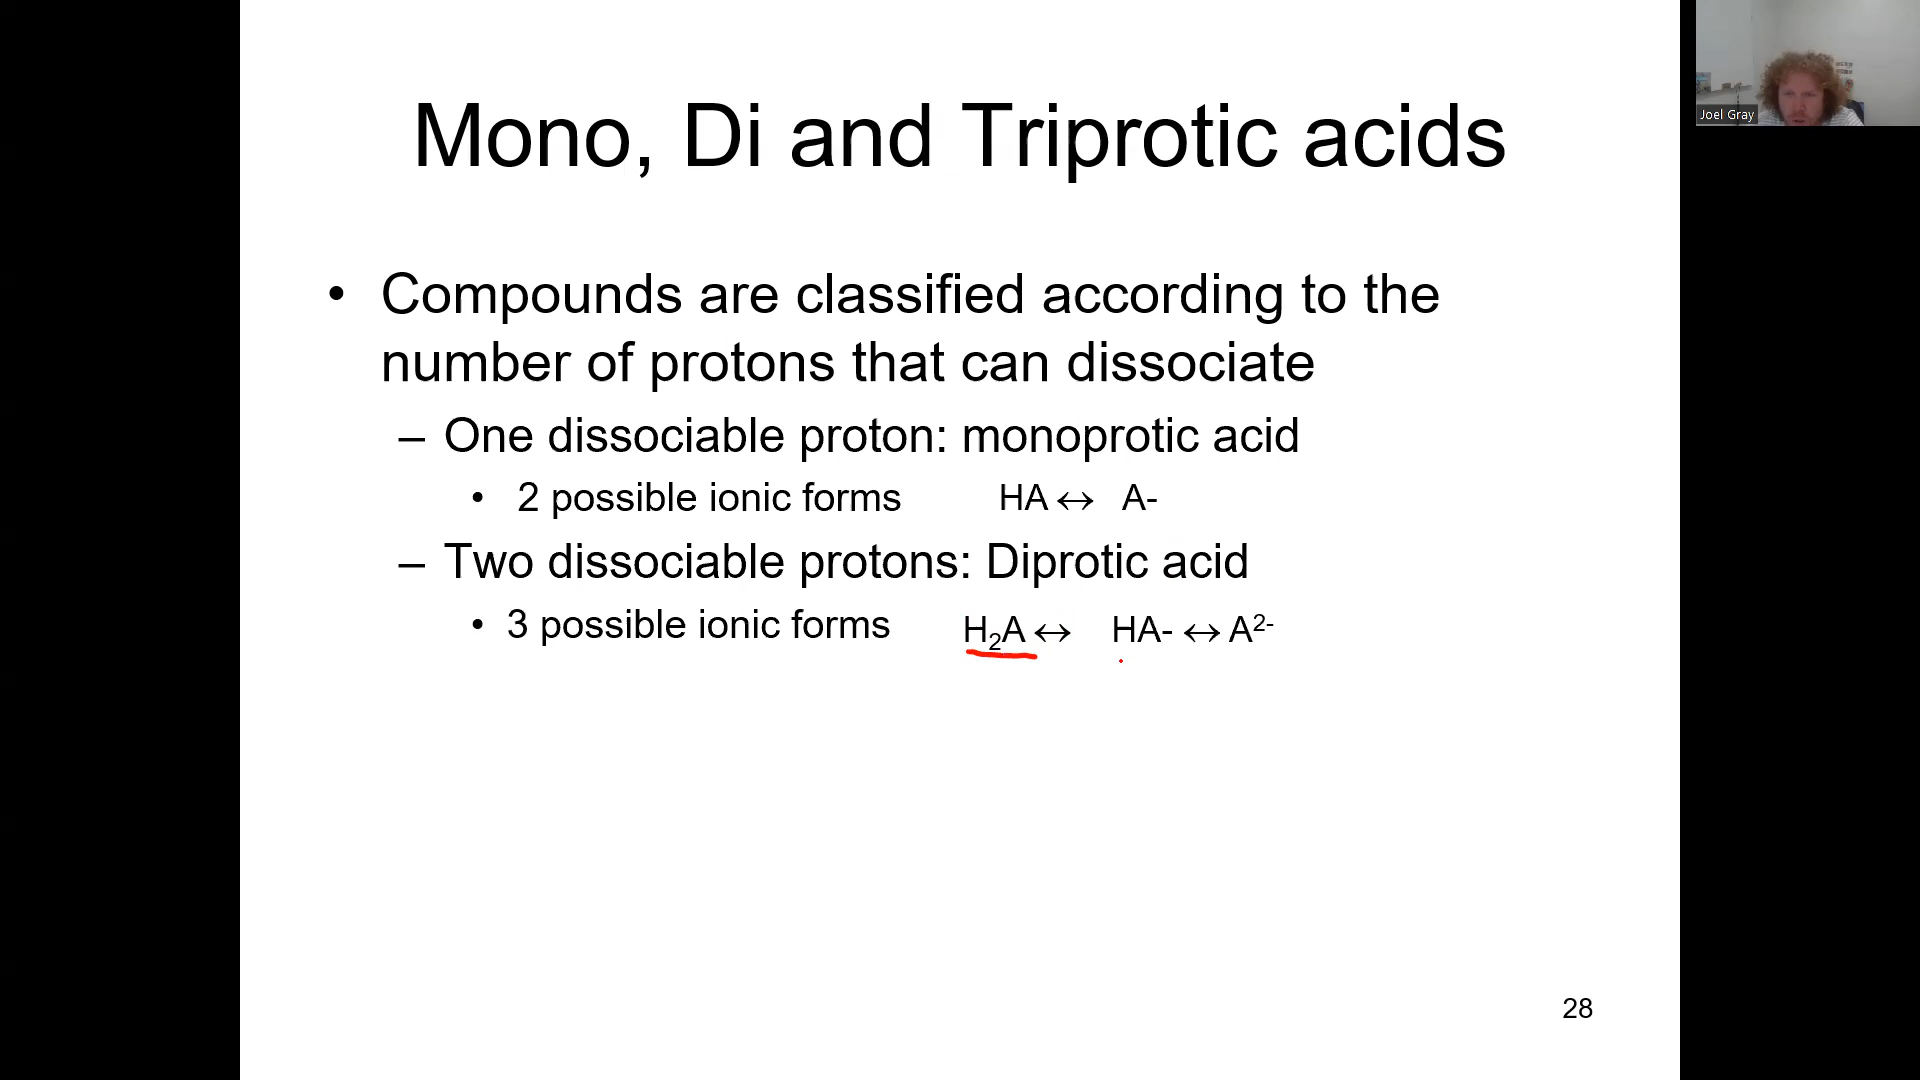 Mono, Di and Triprotic acids
Joel Gray
• Compounds are classified according to the
number of protons that can dissociate
– One dissociable proton: monoprotic acid
• 2 possible ionic forms HA ↔ A-
– Two dissociable protons: Diprotic acid
• 3 possible ionic forms H₂A ↔ HA- ↔ A²⁻
28